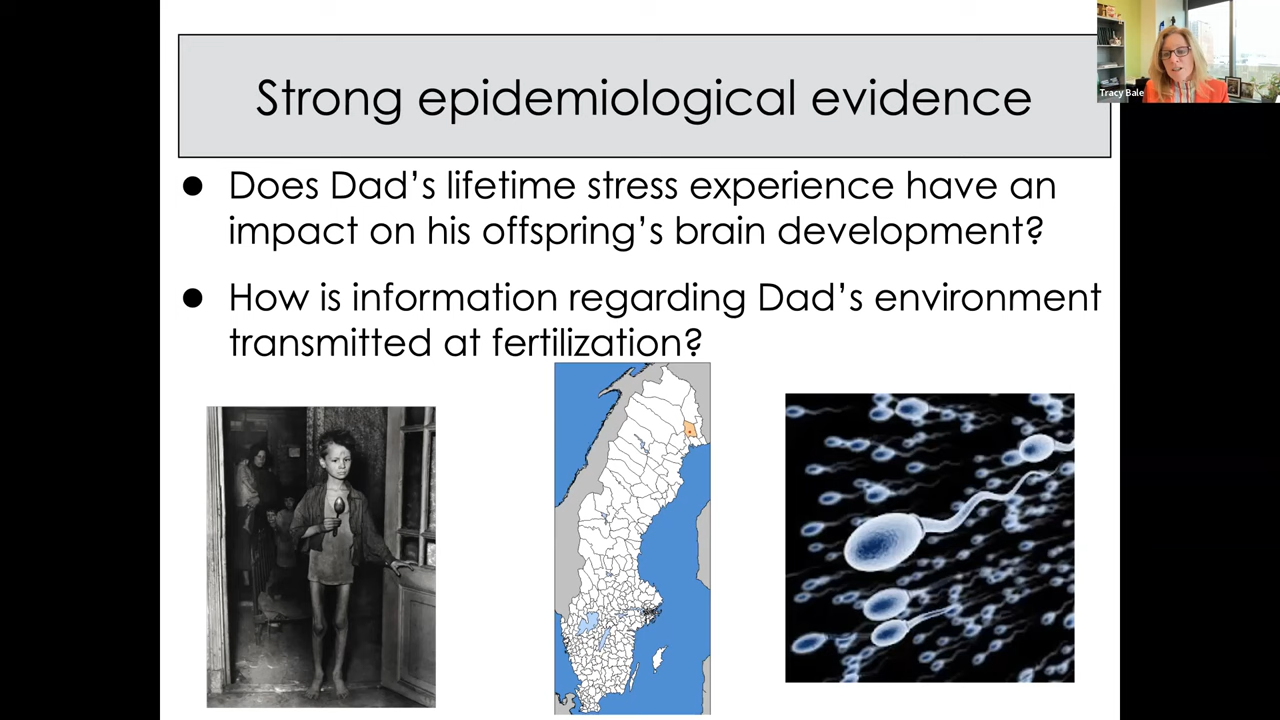 Strong epidemiological evidence
Tracy Bale
● Does Dad’s lifetime stress experience have an
impact on his offspring’s brain development?
● How is information regarding Dad’s environment
transmitted at fertilization?